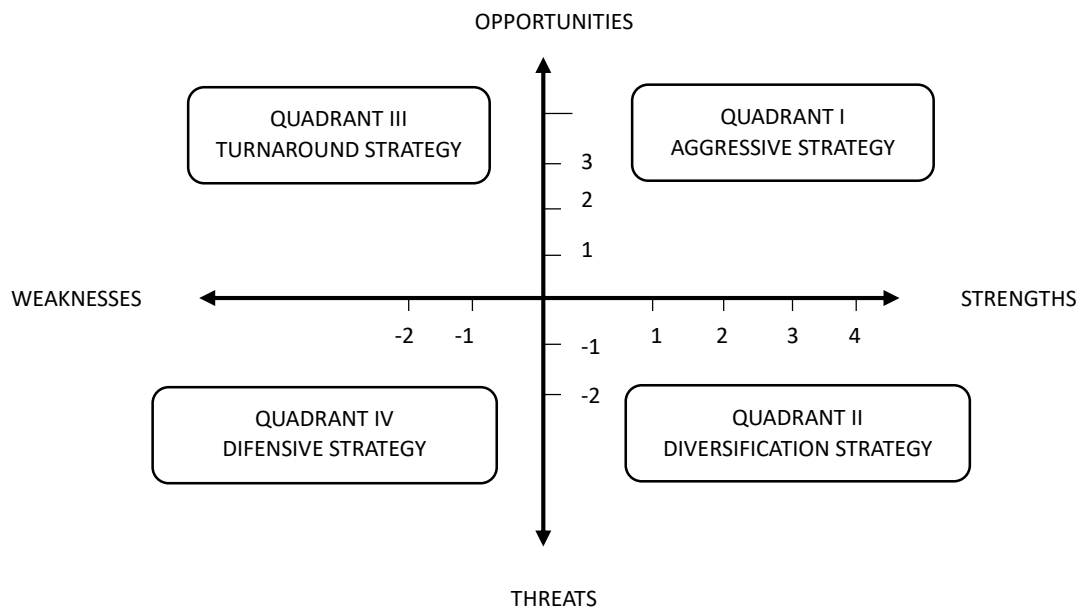 OPPORTUNITIES
QUADRANT III
TURNAROUND STRATEGY
QUADRANT I
AGGRESSIVE STRATEGY
3
2
1
WEAKNESSES
STRENGTHS
-2
-1
1
2
3
4
-1
-2
QUADRANT IV
DIFENSIVE STRATEGY
QUADRANT II
DIVERSIFICATION STRATEGY
THREATS